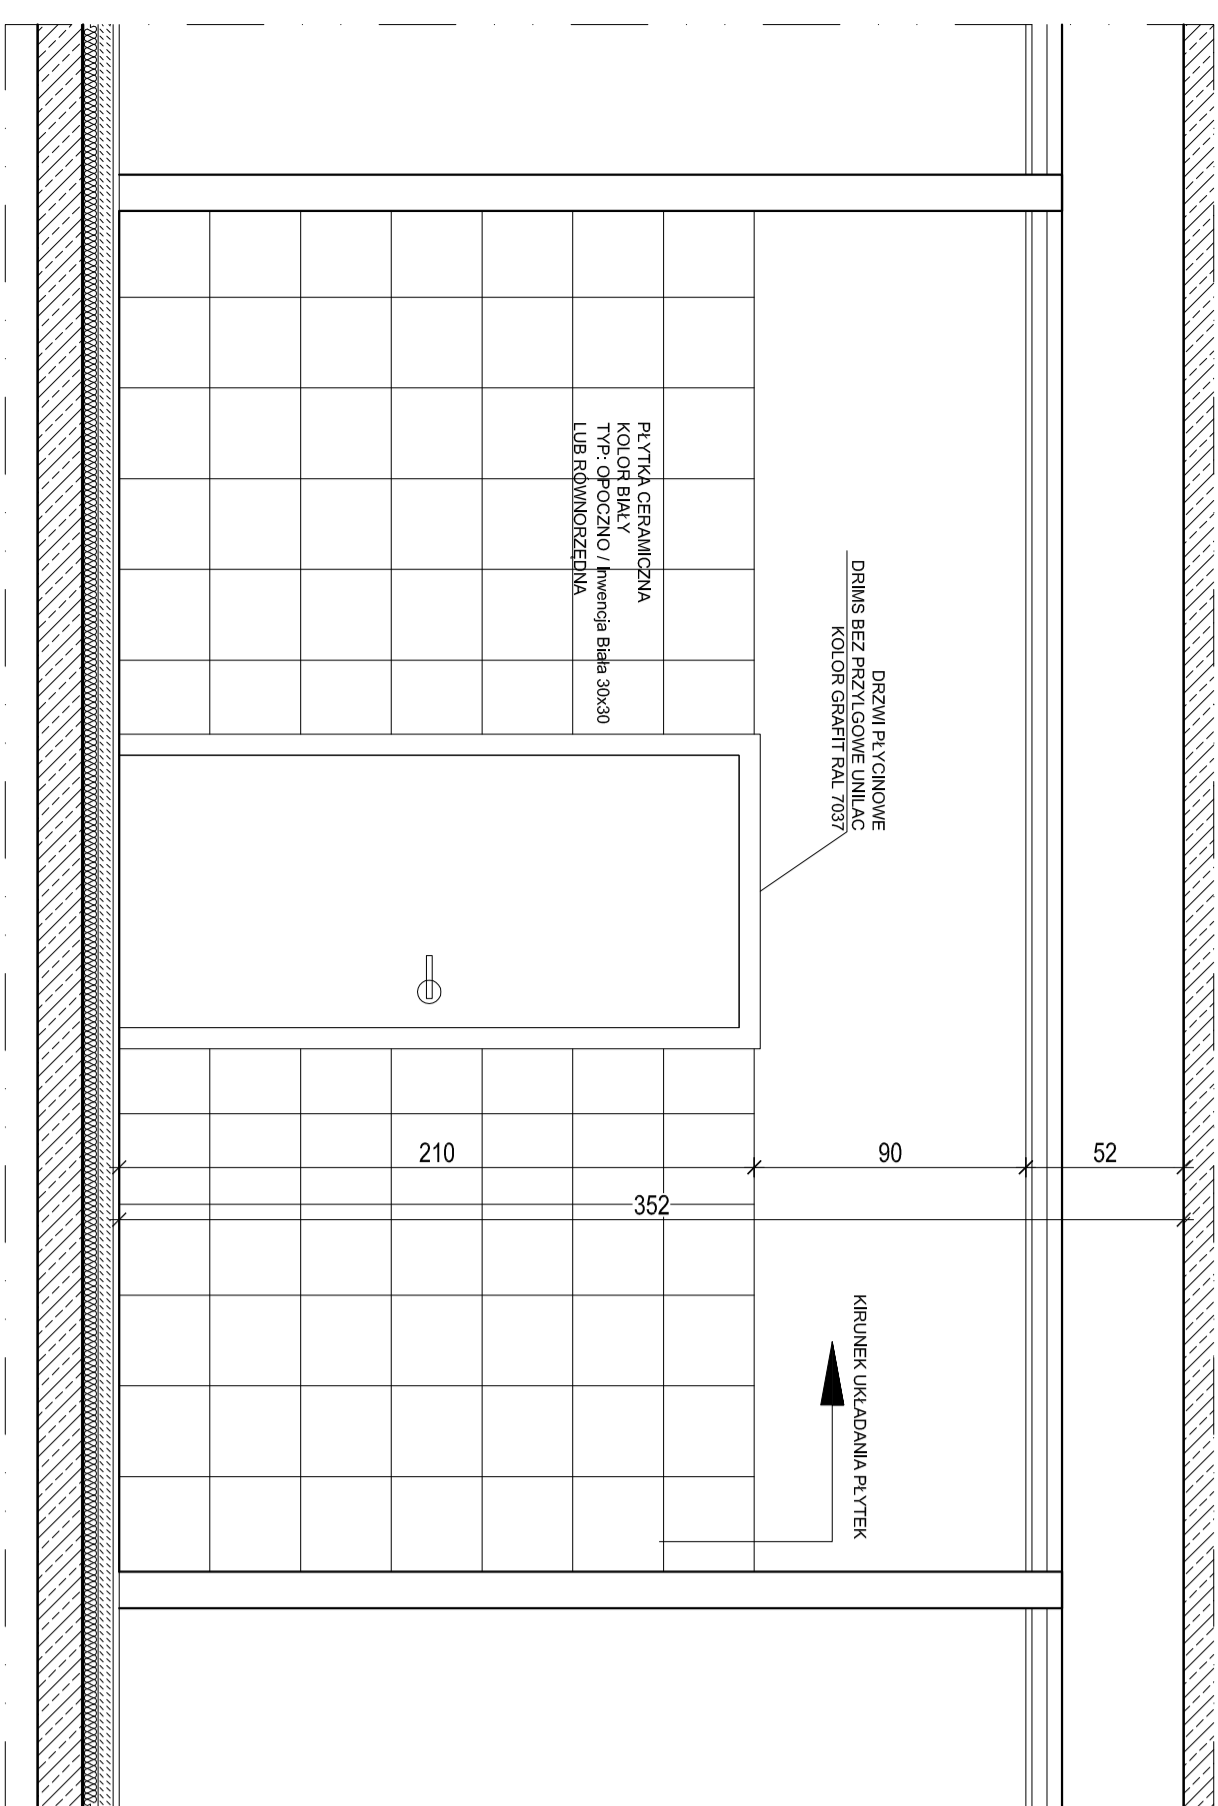 PŁYTKA CERAMICZNA
KOLOR BIAŁY
TYP: OPOCZNO / Inwencja Biała 30x30
LUB RÓWNORZĘDNA
DRZWI PŁYCINOWE
DRIMS BEZ PRZYLGOWE UNILAC
KOLOR GRAFIT RAL 7037
210
90
52
352
KIRUNEK UKŁADANIA PŁYTEK